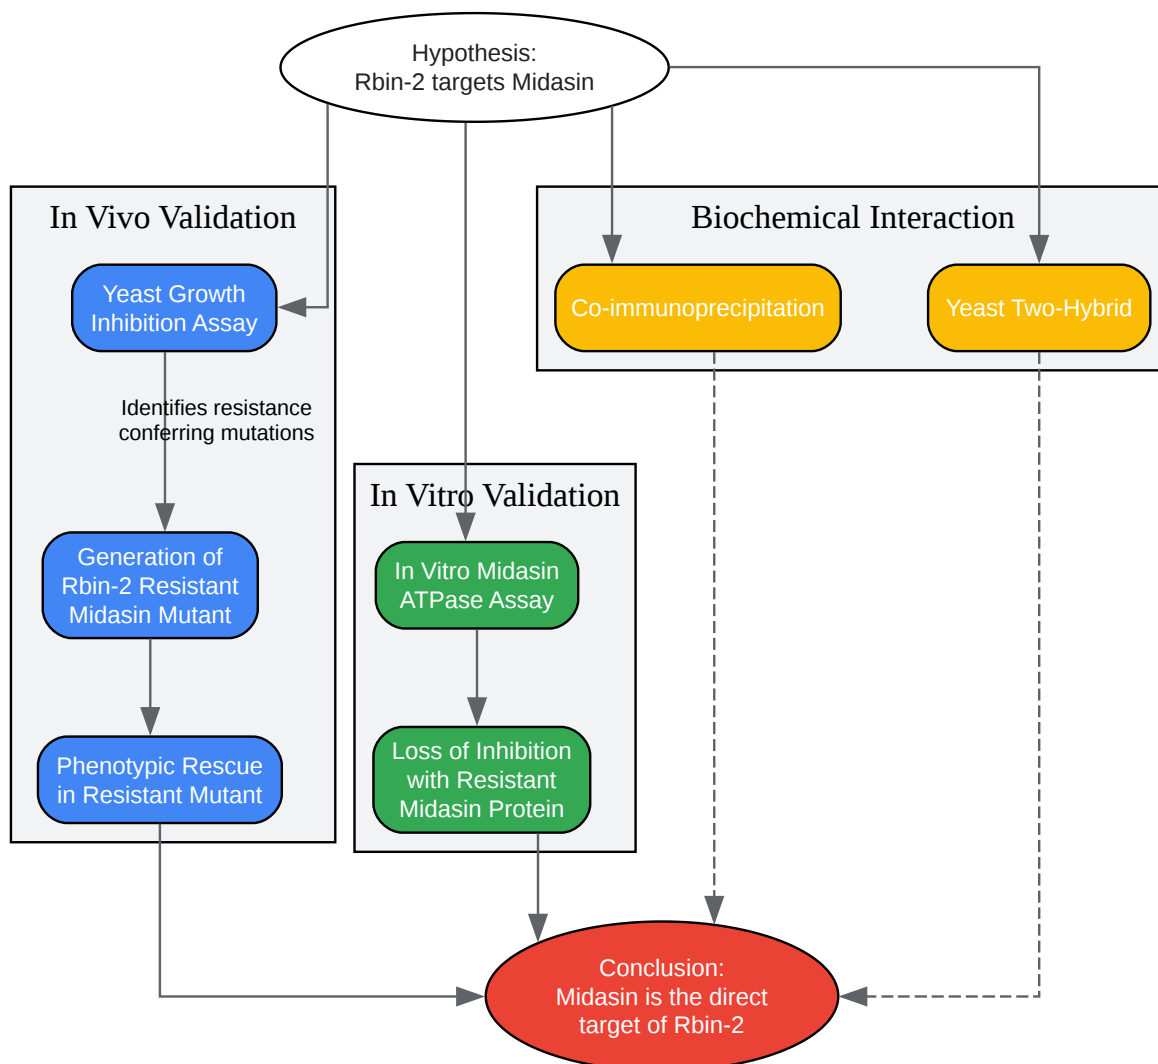 Hypothesis:
Rbin-2 targets Midasin
In Vivo Validation
Yeast Growth
Inhibition Assay
Identifies resistance
conferring mutations
Generation of
Rbin-2 Resistant
Midasin Mutant
Phenotypic Rescue
in Resistant Mutant
In Vitro Validation
In Vitro Midasin
ATPase Assay
Loss of Inhibition
with Resistant
Midasin Protein
Biochemical Interaction
Co-immunoprecipitation
Yeast Two-Hybrid
Conclusion:
Midasin is the direct
target of Rbin-2